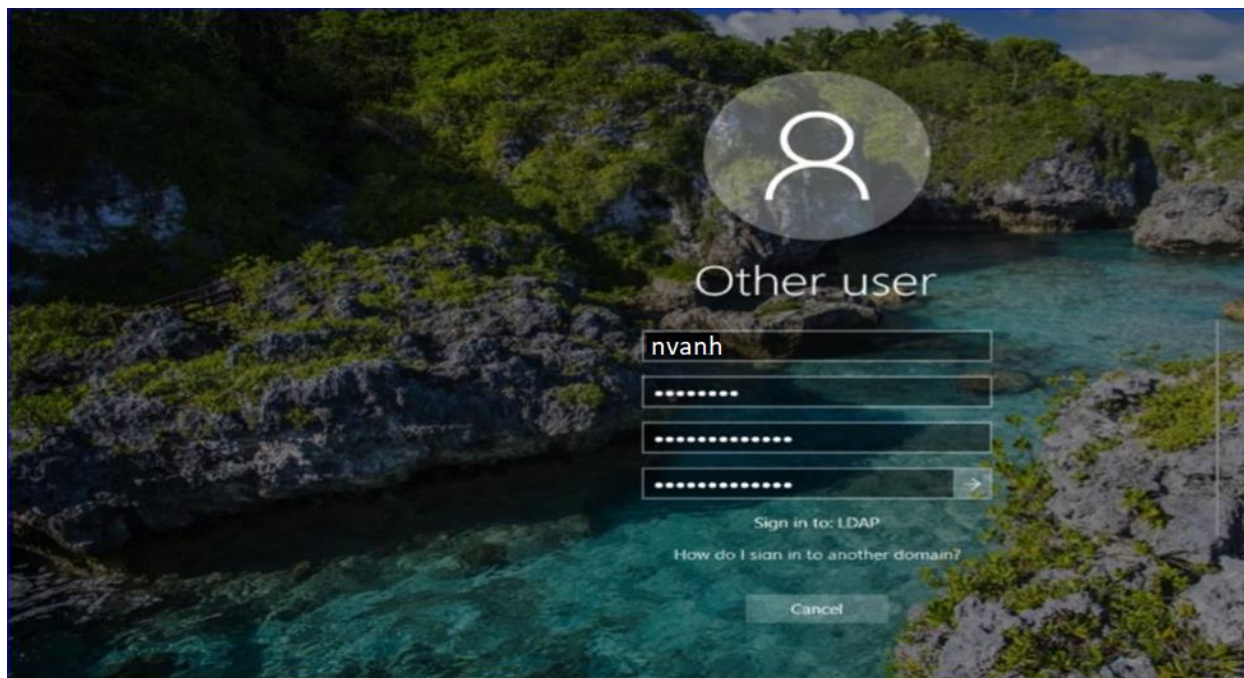 Other user
nvanh
••••••••
•••••••••••••
•••••••••••••
Sign in to: LDAP
How do I sign in to another domain?
Cancel